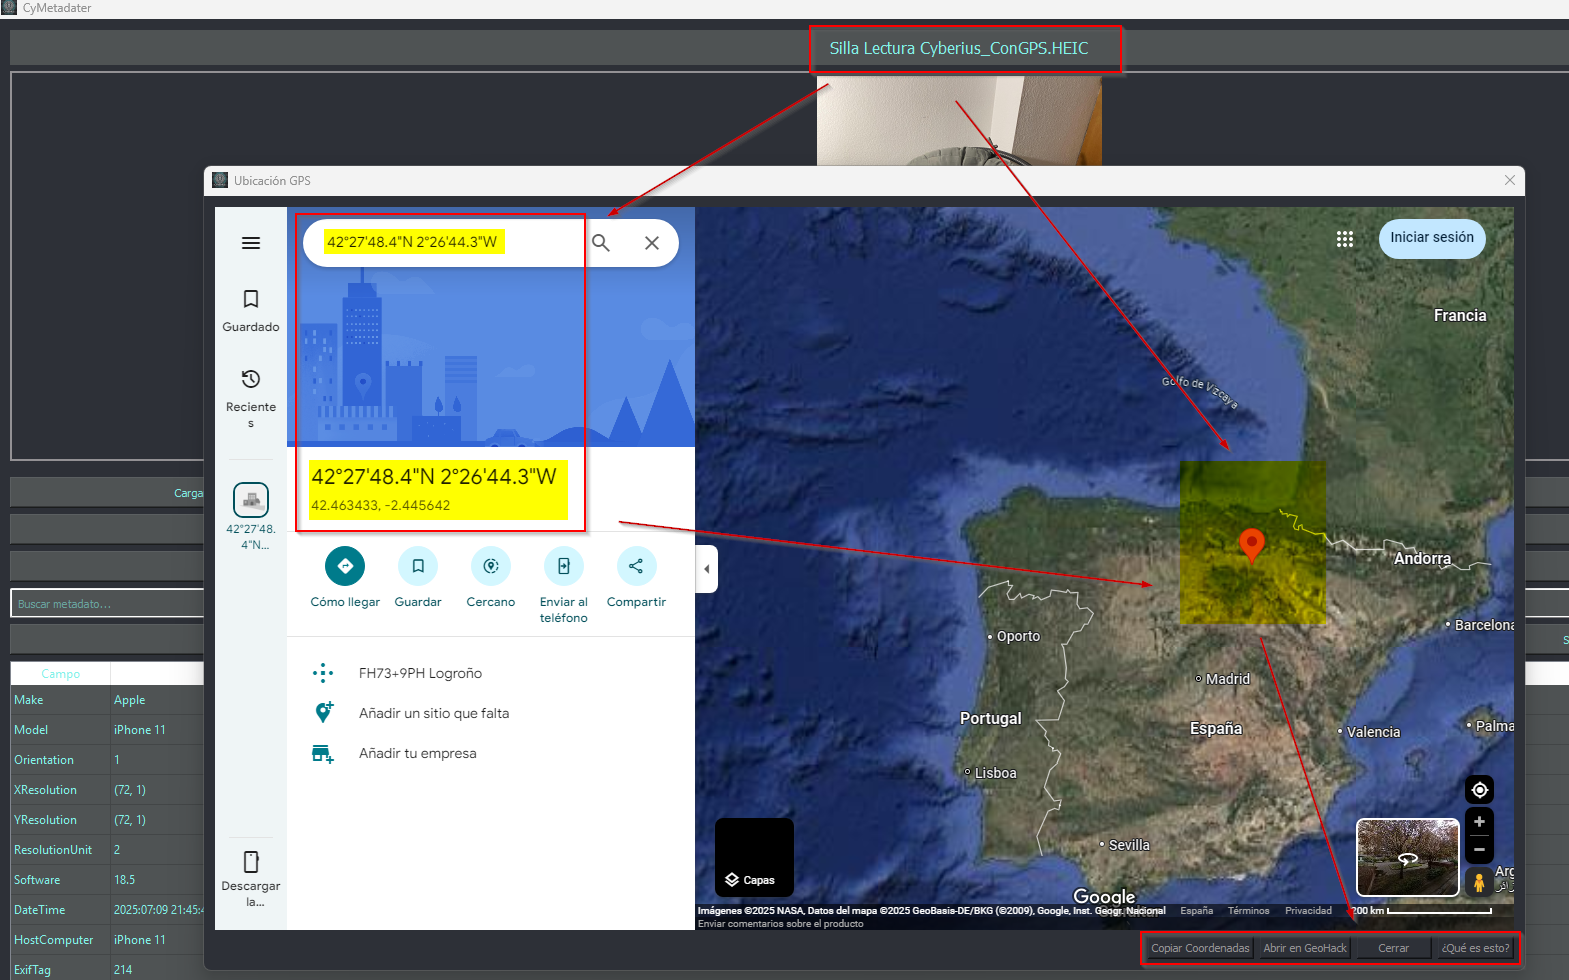 CyMetadater
Silla Lectura Cyberius_ConGPS.HEIC
Ubicación GPS
42°27'48.4"N 2°26'44.3"W
Iniciar sesión
Guardado
Reciente
s
42°27'48.
4"N...
Descargar
la...
42°27'48.4"N 2°26'44.3"W
42.463433, -2.445642
Cómo llegar
Guardar
Cercano
Enviar al
teléfono
Compartir
FH73+9PH Logroño
Añadir un sitio que falta
Añadir tu empresa
Francia
Golfo de Vizcaya
Andorra
Barcelona
Oporto
Madrid
Portugal
España
Valencia
Palma
Lisboa
Sevilla
Capas
Google
Imágenes ©2025 NASA, Datos del mapa ©2025 GeoBasis-DE/BKG (©2009), Google, Inst. Geogr. Nacional
España
Términos
Privacidad
200 km
Enviar comentarios sobre el producto
Copiar Coordenadas
Abrir en GeoHack
Cerrar
¿Qué es esto?
Carga
Buscar metadato...
Campo
Make Apple
Model iPhone 11
Orientation 1
XResolution (72, 1)
YResolution (72, 1)
ResolutionUnit 2
Software 18.5
DateTime 2025:07:09 21:45:4
HostComputer iPhone 11
ExifTag 214